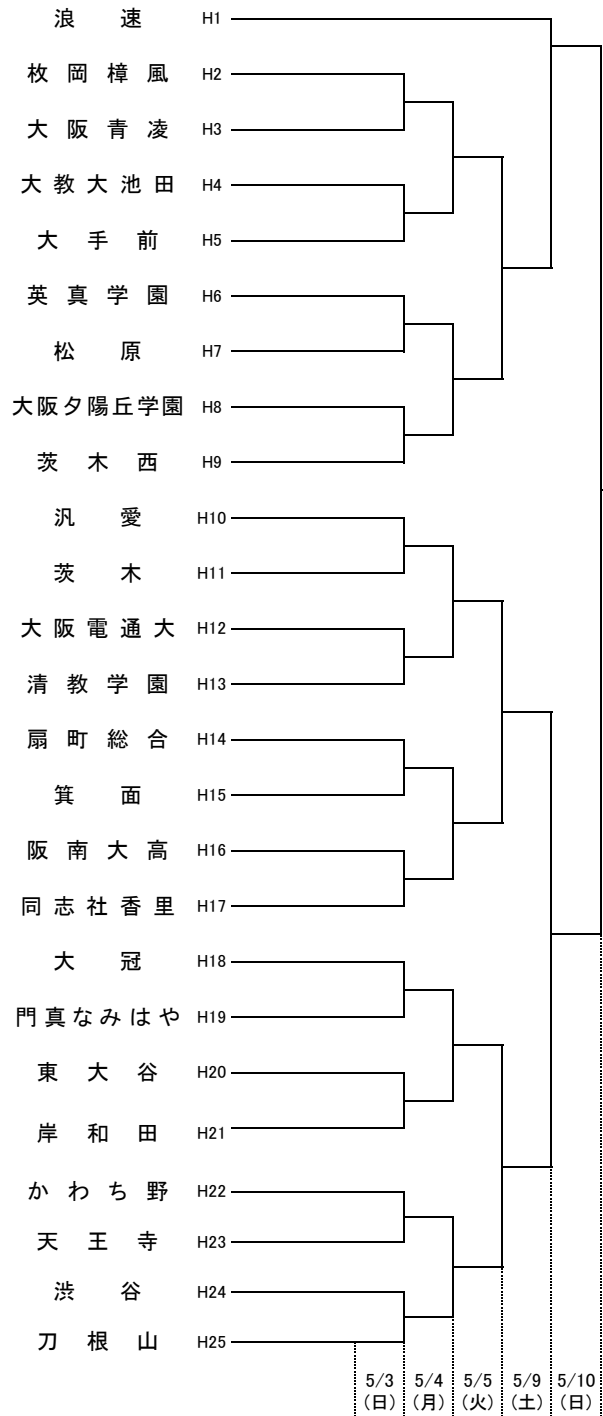 浪速 H1
枚岡樟風 H2
大阪青凌 H3
大教大池田 H4
大手前 H5
英真学園 H6
松原 H7
大阪夕陽丘学園 H8
茨木西 H9
汎愛 H10
茨木 H11
大阪電通大 H12
清教学園 H13
扇町総合 H14
箕面 H15
阪南大高 H16
同志社香里 H17
大冠 H18
門真なみはや H19
東大谷 H20
岸和田 H21
かわち野 H22
天王寺 H23
渋谷 H24
刀根山 H25
5/3 5/4 5/5 5/9 5/10
(日) (月) (火) (土) (日)